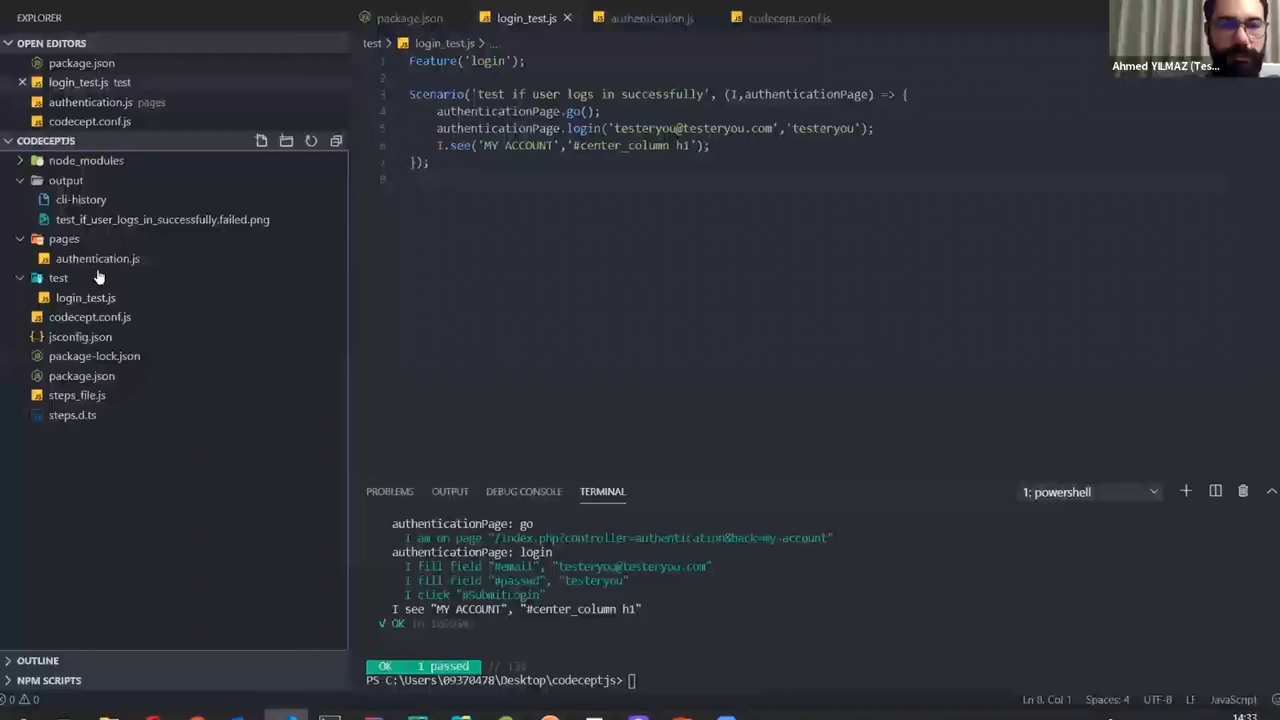 EXPLORER
OPEN EDITORS
package.json
login_test.js test
authentication.js pages
codecept.conf.js
CODECEPTJS
node_modules
output
cli-history
test_if_user_logs_in_successfully.failed.png
pages
authentication.js
test
login_test.js
codecept.conf.js
jsconfig.json
package-lock.json
package.json
steps_file.js
steps.d.ts
OUTLINE
NPM SCRIPTS
0 0
package.json login_test.js authentication.js codecept.conf.js
test > login_test.js > ...
1 Feature('login');
2
3 Scenario('test if user logs in successfully', (I,authenticationPage) => {
4 authenticationPage.go();
5 authenticationPage.login('testeryou@testeryou.com','testeryou');
6 I.see('MY ACCOUNT','#center_column h1');
7 });
8
Ahmed YILMAZ (Tes...
PROBLEMS OUTPUT DEBUG CONSOLE TERMINAL 1: powershell
authenticationPage: go
I am on page "/index.php?controller=authentication&back=my-account"
authenticationPage: login
I fill field "#email", "testeryou@testeryou.com"
I fill field "#passwd", "testeryou"
I click "#SubmitLogin"
I see "MY ACCOUNT", "#center_column h1"
√ OK in
OK 1 passed // 13s
PS C:\Users\09370478\Desktop\codeceptjs>
Ln 8, Col 1 Spaces: 4 UTF-8 LF JavaScript
14:33